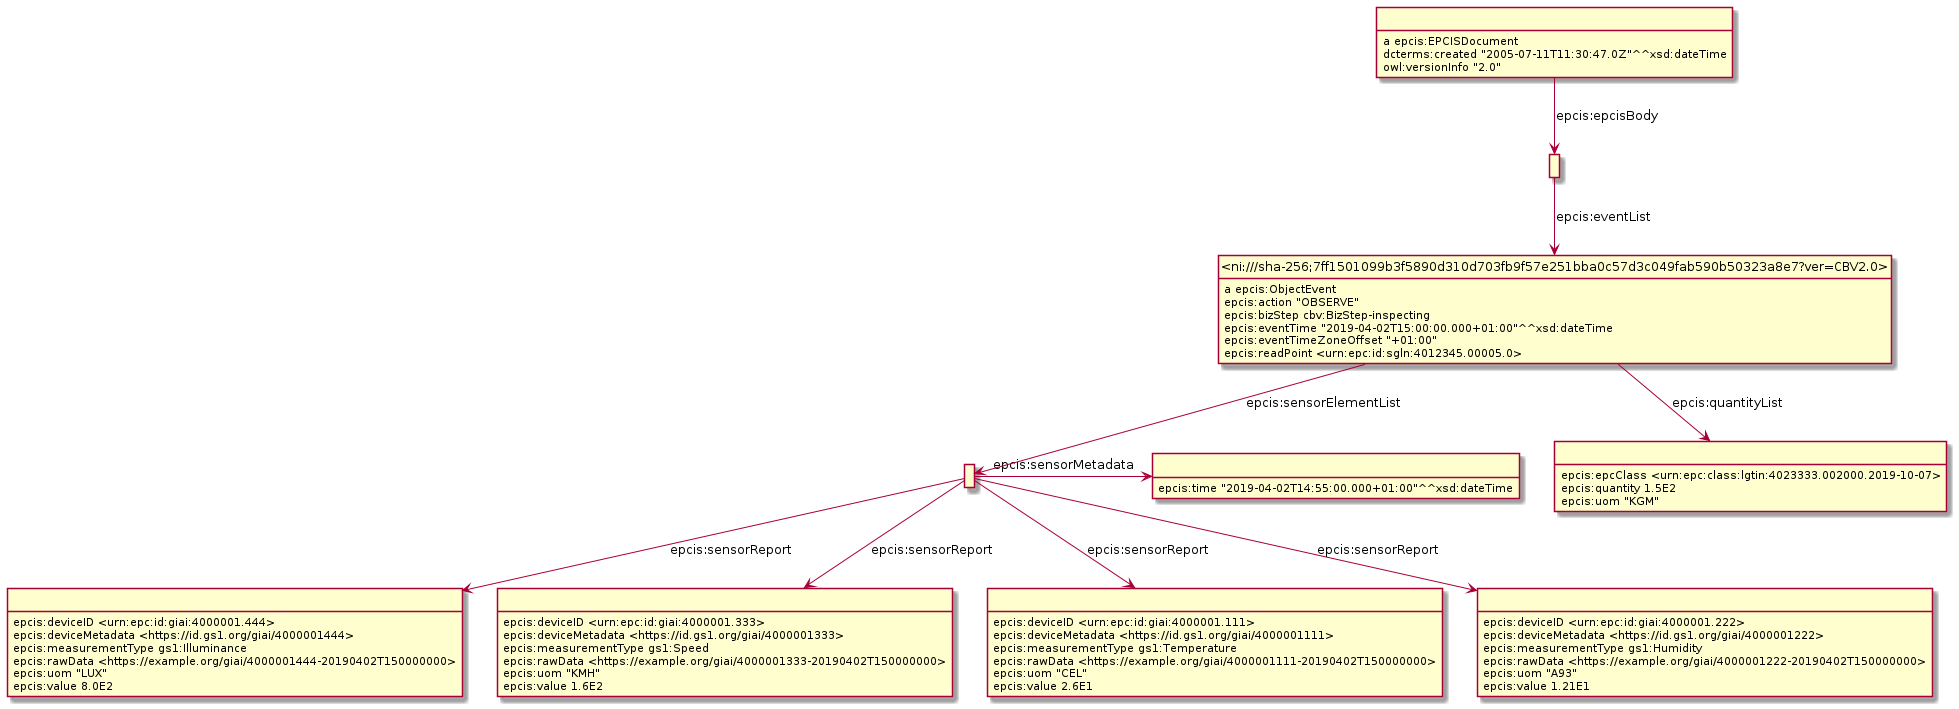 a epcis:EPCISDocument
dcterms:created "2005-07-11T11:30:47.0Z"^^xsd:dateTime
owl:versionInfo "2.0"
epcis:epcisBody
epcis:eventList
<ni:///sha-256;7ff1501099b3f5890d310d703fb9f57e251bba0c57d3c049fab590b50323a8e7?ver=CBV2.0>
a epcis:ObjectEvent
epcis:action "OBSERVE"
epcis:bizStep cbv:BizStep-inspecting
epcis:eventTime "2019-04-02T15:00:00.000+01:00"^^xsd:dateTime
epcis:eventTimeZoneOffset "+01:00"
epcis:readPoint <urn:epc:id:sgln:4012345.00005.0>
epcis:sensorElementList
epcis:quantityList
epcis:sensorMetadata
epcis:time "2019-04-02T14:55:00.000+01:00"^^xsd:dateTime
epcis:epcClass <urn:epc:class:lgtin:4023333.002000.2019-10-07>
epcis:quantity 1.5E2
epcis:uom "KGM"
epcis:sensorReport
epcis:sensorReport
epcis:sensorReport
epcis:sensorReport
epcis:deviceID <urn:epc:id:giai:4000001.444>
epcis:deviceMetadata <https://id.gs1.org/giai/4000001444>
epcis:measurementType gs1:Illuminance
epcis:rawData <https://example.org/giai/4000001444-20190402T150000000>
epcis:uom "LUX"
epcis:value 8.0E2
epcis:deviceID <urn:epc:id:giai:4000001.333>
epcis:deviceMetadata <https://id.gs1.org/giai/4000001333>
epcis:measurementType gs1:Speed
epcis:rawData <https://example.org/giai/4000001333-20190402T150000000>
epcis:uom "KMH"
epcis:value 1.6E2
epcis:deviceID <urn:epc:id:giai:4000001.111>
epcis:deviceMetadata <https://id.gs1.org/giai/4000001111>
epcis:measurementType gs1:Temperature
epcis:rawData <https://example.org/giai/4000001111-20190402T150000000>
epcis:uom "CEL"
epcis:value 2.6E1
epcis:deviceID <urn:epc:id:giai:4000001.222>
epcis:deviceMetadata <https://id.gs1.org/giai/4000001222>
epcis:measurementType gs1:Humidity
epcis:rawData <https://example.org/giai/4000001222-20190402T150000000>
epcis:uom "A93"
epcis:value 1.21E1